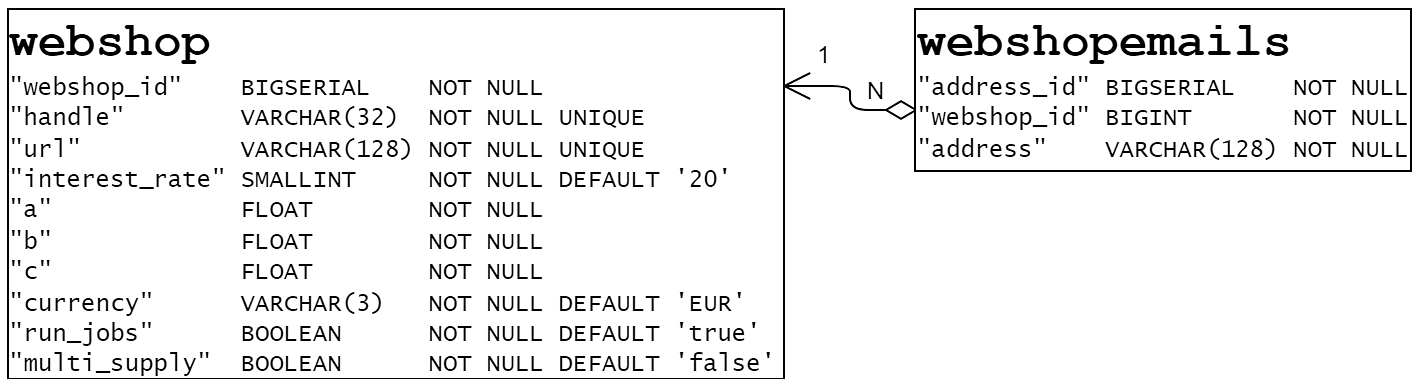 webshop
"webshop_id" BIGSERIAL NOT NULL
"handle" VARCHAR(32) NOT NULL UNIQUE
"url" VARCHAR(128) NOT NULL UNIQUE
"interest_rate" SMALLINT NOT NULL DEFAULT '20'
"a" FLOAT NOT NULL
"b" FLOAT NOT NULL
"c" FLOAT NOT NULL
"currency" VARCHAR(3) NOT NULL DEFAULT 'EUR'
"run_jobs" BOOLEAN NOT NULL DEFAULT 'true'
"multi_supply" BOOLEAN NOT NULL DEFAULT 'false'
1
N
webshopemails
"address_id" BIGSERIAL NOT NULL
"webshop_id" BIGINT NOT NULL
"address" VARCHAR(128) NOT NULL